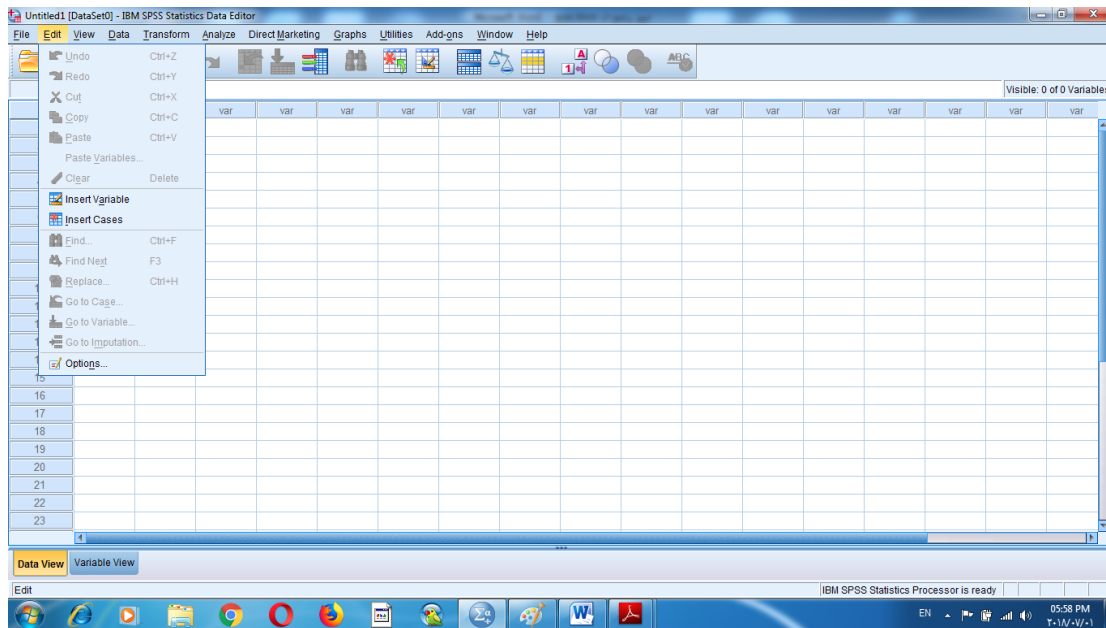 Untitled1 [DataSet0] - IBM SPSS Statistics Data Editor
File Edit View Data Transform Analyze Direct Marketing Graphs Utilities Add-ons Window Help
Visible: 0 of 0 Variables
var var var var var var var var var var var var var var var
Undo Ctrl+Z
Redo Ctrl+Y
Cut Ctrl+X
Copy Ctrl+C
Paste Ctrl+V
Paste Variables...
Clear Delete
Insert Variable
Insert Cases
Find... Ctrl+F
Find Next F3
Replace... Ctrl+H
Go to Case...
Go to Variable...
Go to Imputation...
Options...
15
16
17
18
19
20
21
22
23
Data View Variable View
Edit IBM SPSS Statistics Processor is ready
EN 05:58 PM
٢٠١٨/٠٧/٠١